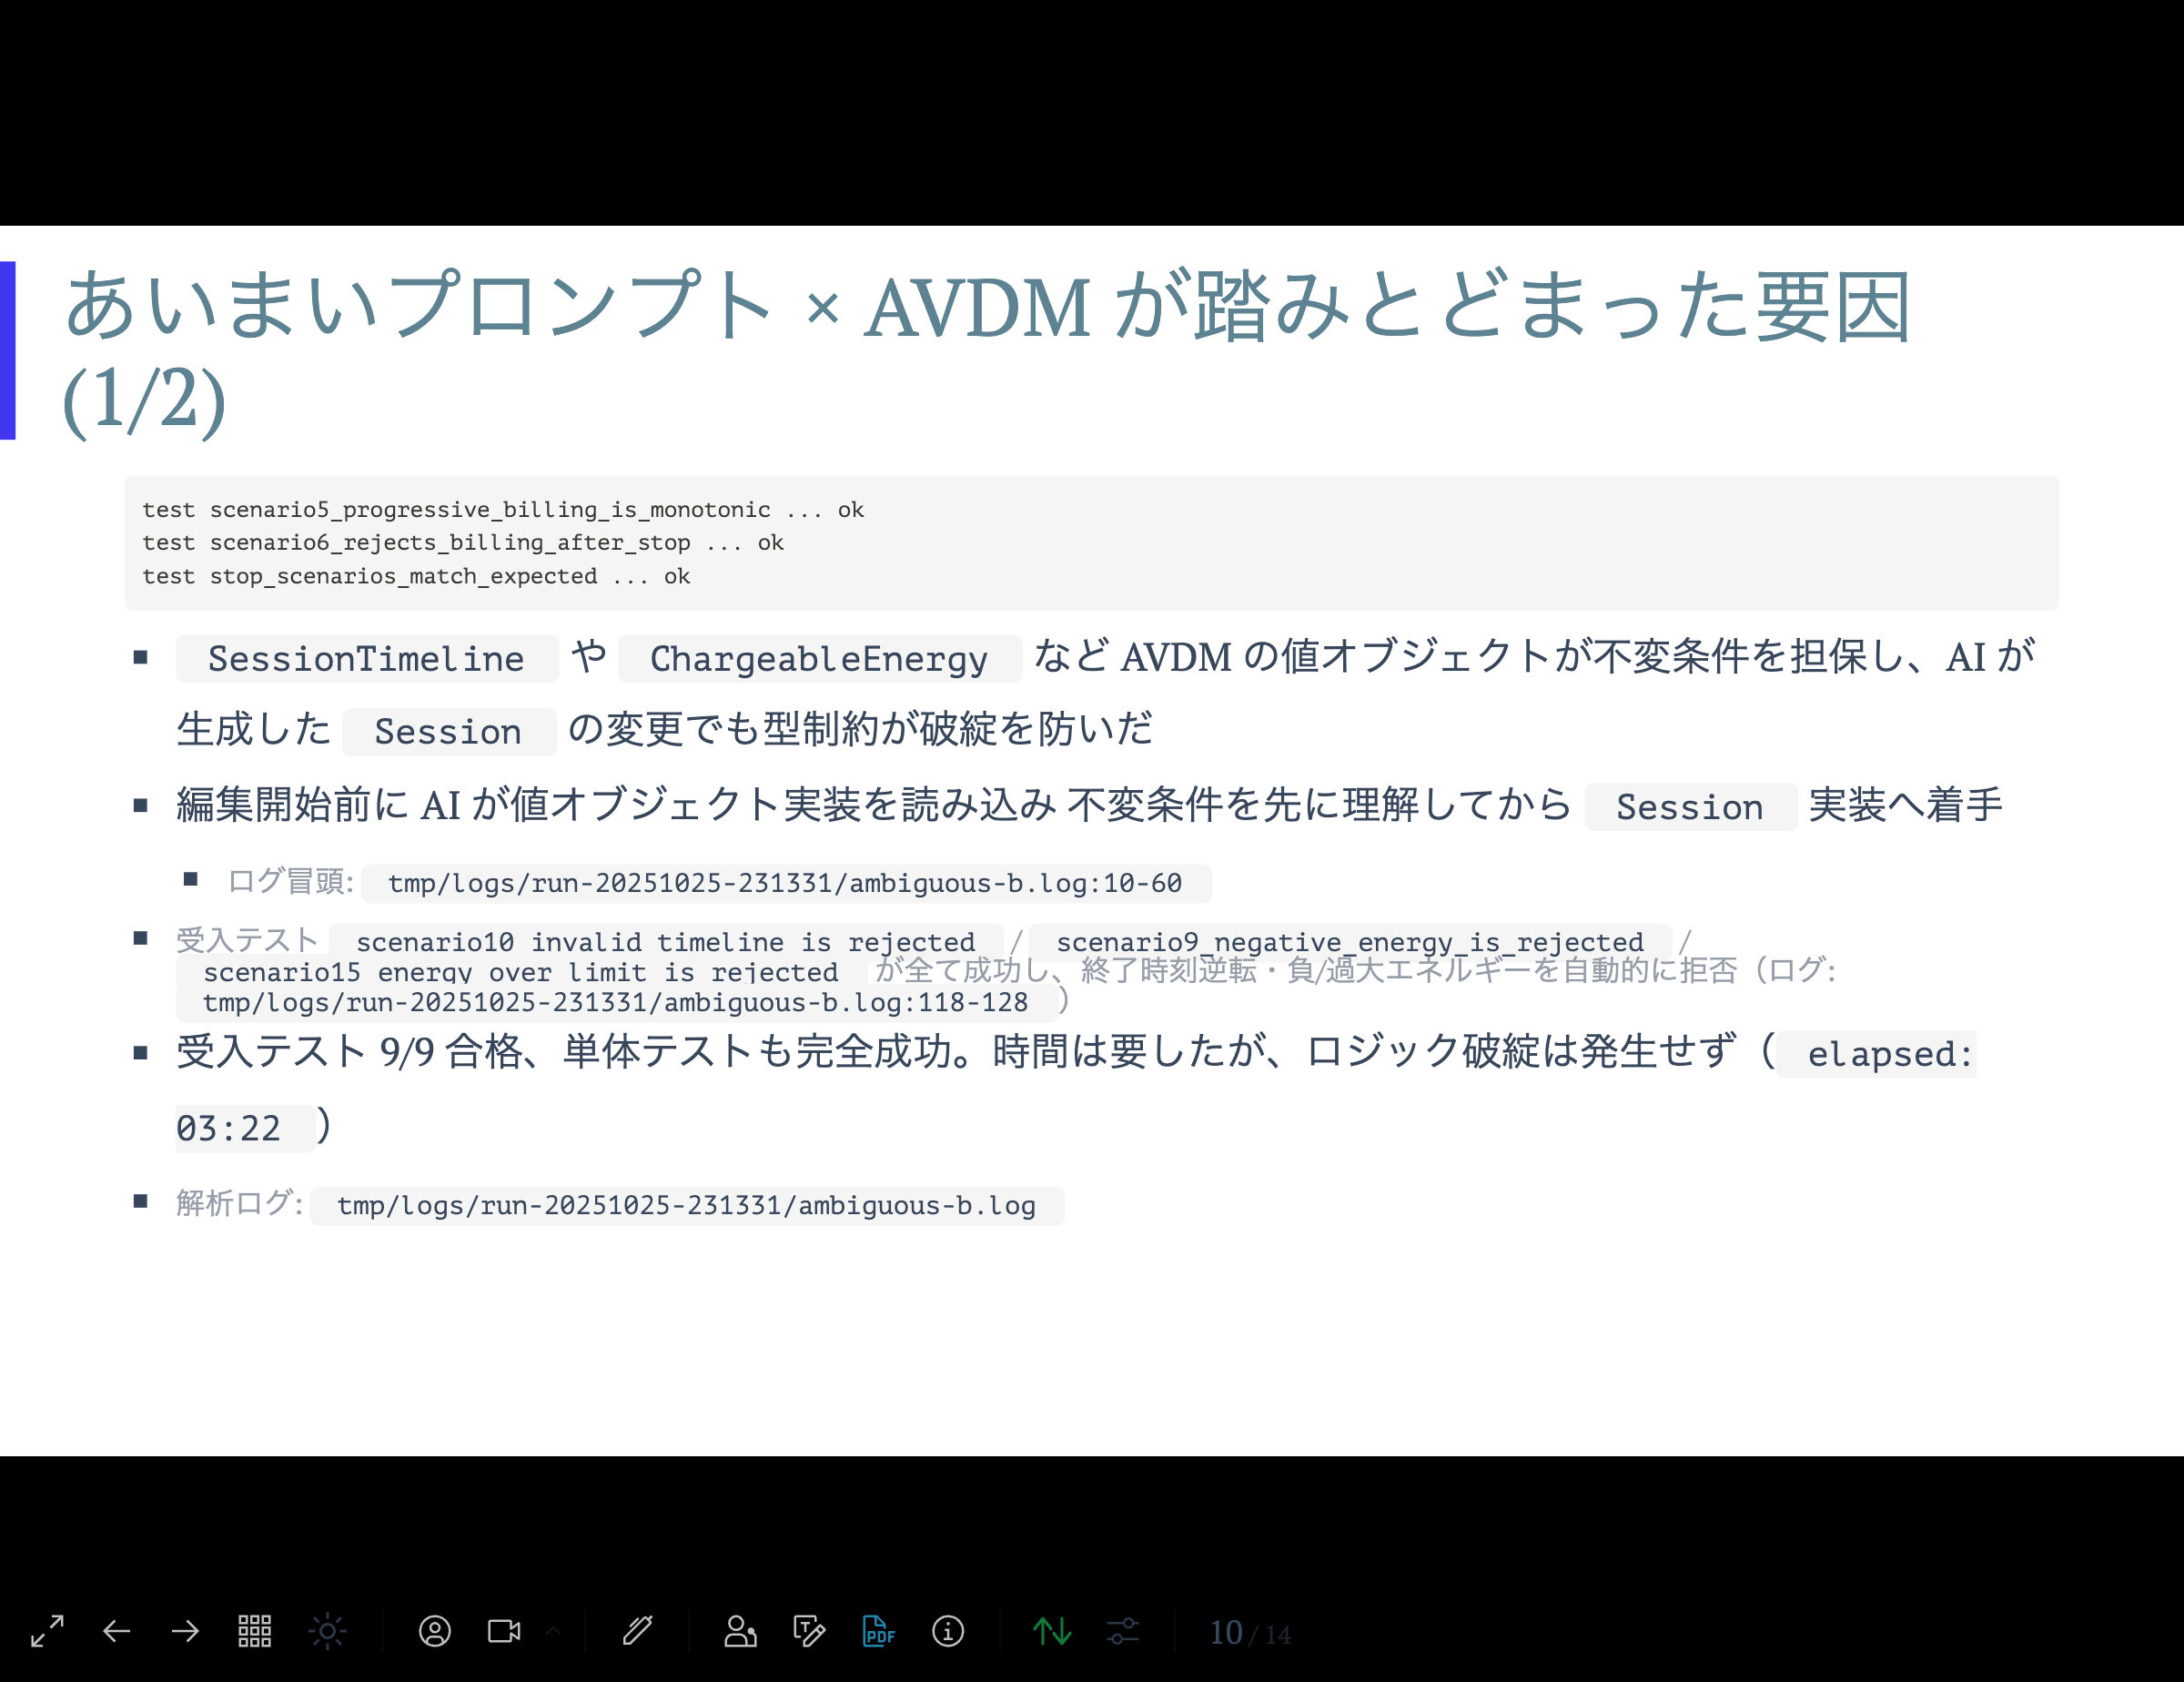 あいまいプロンプト × AVDM が踏みとどまった要因
(1/2)
test scenario5_progressive_billing_is_monotonic ... ok
test scenario6_rejects_billing_after_stop ... ok
test stop_scenarios_match_expected ... ok
SessionTimeline や ChargeableEnergy など AVDM の値オブジェクトが不変条件を担保し、AI が
生成した Session の変更でも型制約が破綻を防いだ
編集開始前に AI が値オブジェクト実装を読み込み 不変条件を先に理解してから Session 実装へ着手
ログ冒頭: tmp/logs/run-20251025-231331/ambiguous-b.log:10-60
受入テスト scenario10 invalid timeline is rejected / scenario9_negative_energy_is_rejected /
scenario15 energy over limit is rejected が全て成功し、終了時刻逆転・負/過大エネルギーを自動的に拒否（ログ:
tmp/logs/run-20251025-231331/ambiguous-b.log:118-128 ）
受入テスト 9/9 合格、単体テストも完全成功。時間は要したが、ロジック破綻は発生せず（ elapsed:
03:22 ）
解析ログ: tmp/logs/run-20251025-231331/ambiguous-b.log
PDF
10 / 14